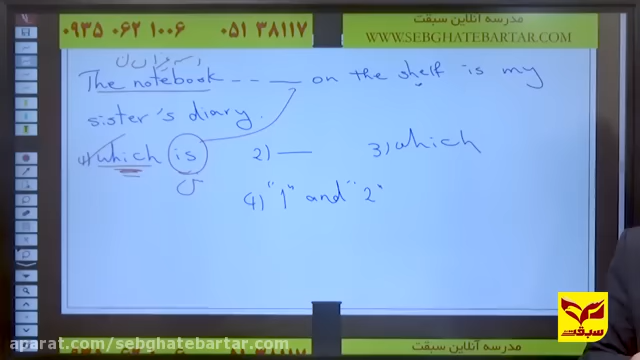 مدرسه آنلاین سبقت
۰۹۳۵ ۰۶۲ ۱۰۰۶ ۰۵۱ ۳۸۱۱۷
WWW.SEBGHATEBARTAR.COM
The notebook - - — on the shelf is my
sister's diary.
1) which is 2) — 3) which
4) "1" and "2"
سبقت
aparat.com/sebghatebartar.com
مدرسه آنلاین سبقت